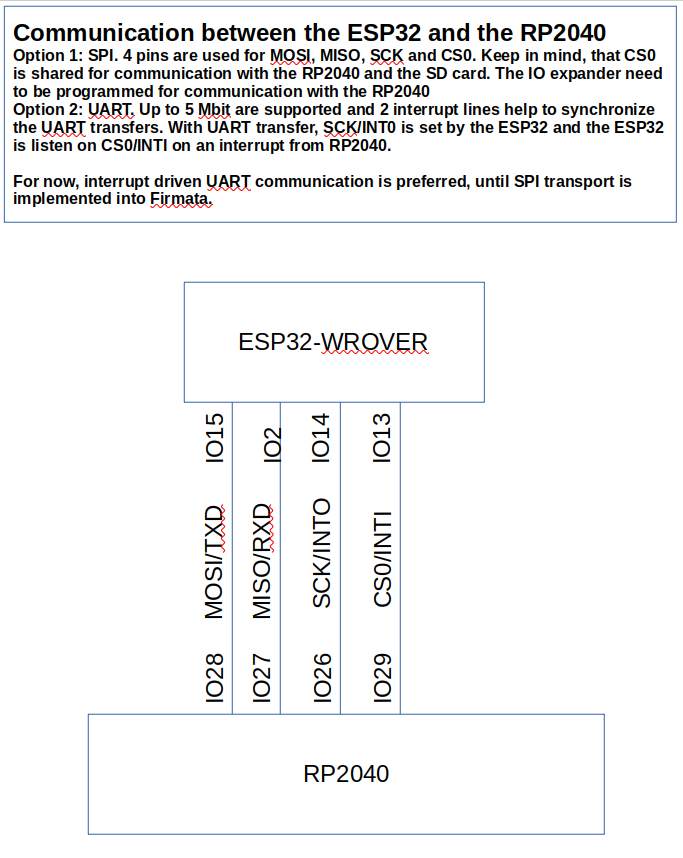 Communication between the ESP32 and the RP2040
Option 1: SPI. 4 pins are used for MOSI, MISO, SCK and CS0. Keep in mind, that CS0
is shared for communication with the RP2040 and the SD card. The IO expander need
to be programmed for communication with the RP2040
Option 2: UART. Up to 5 Mbit are supported and 2 interrupt lines help to synchronize
the UART transfers. With UART transfer, SCK/INT0 is set by the ESP32 and the ESP32
is listen on CS0/INTI on an interrupt from RP2040.
For now, interrupt driven UART communication is preferred, until SPI transport is
implemented into Firmata.
ESP32-WROVER
IO15
IO2
IO14
IO13
MOSI/TXD
MISO/RXD
SCK/INTO
CS0/INTI
IO28
IO27
IO26
IO29
RP2040